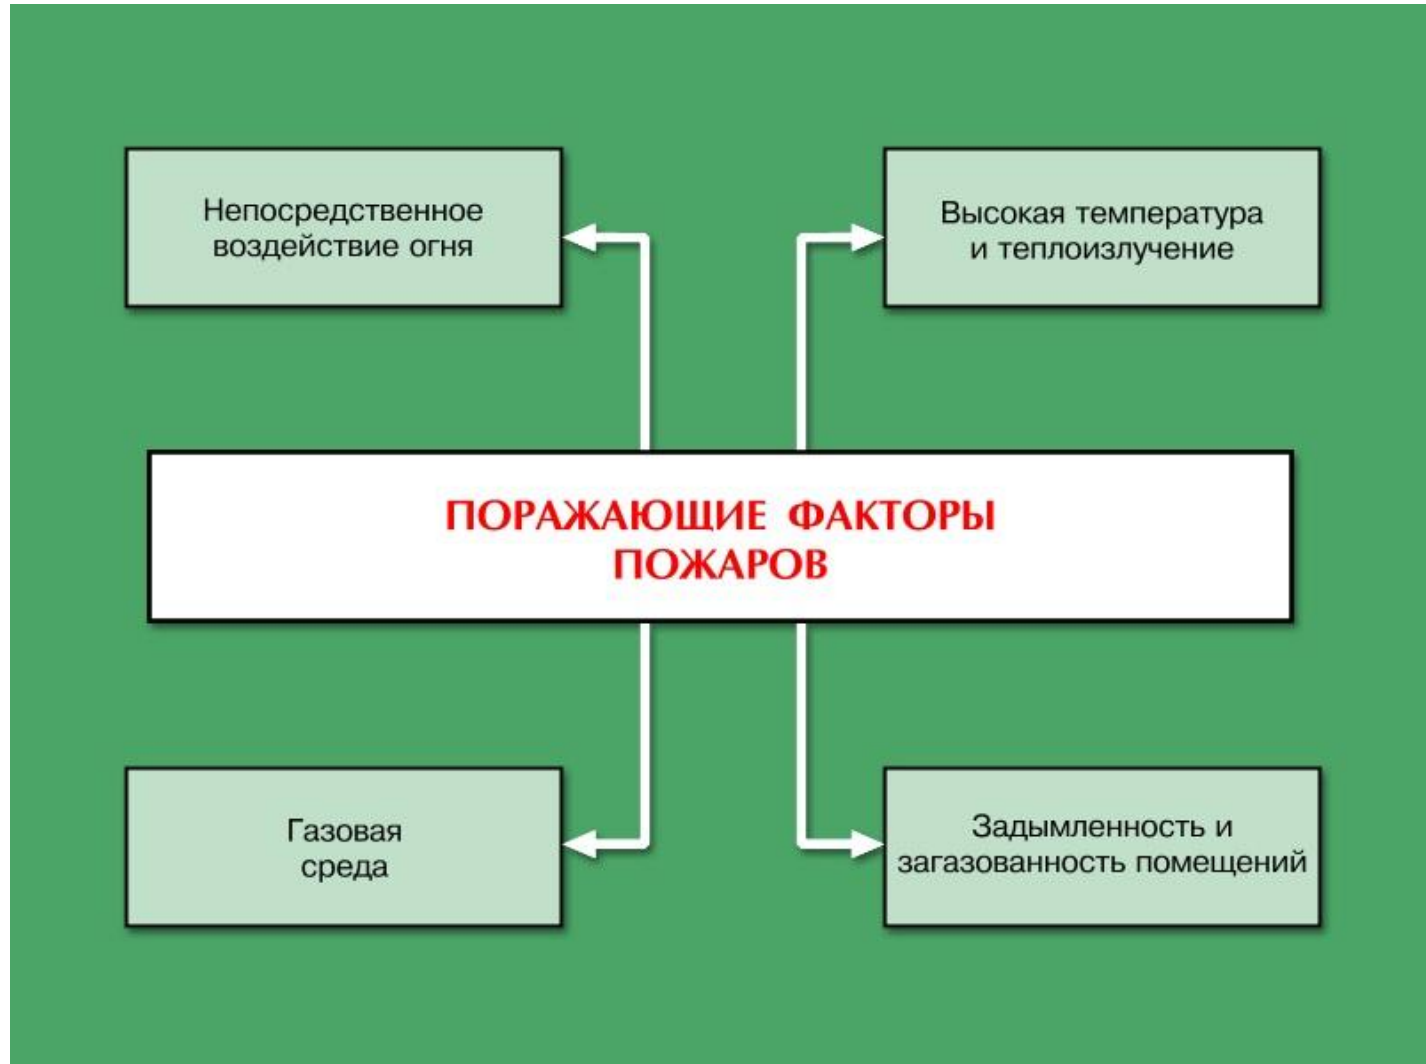 Непосредственное
воздействие огня
Высокая температура
и теплоизлучение
ПОРАЖАЮЩИЕ ФАКТОРЫ
ПОЖАРОВ
Газовая
среда
Задымленность и
загазованность помещений